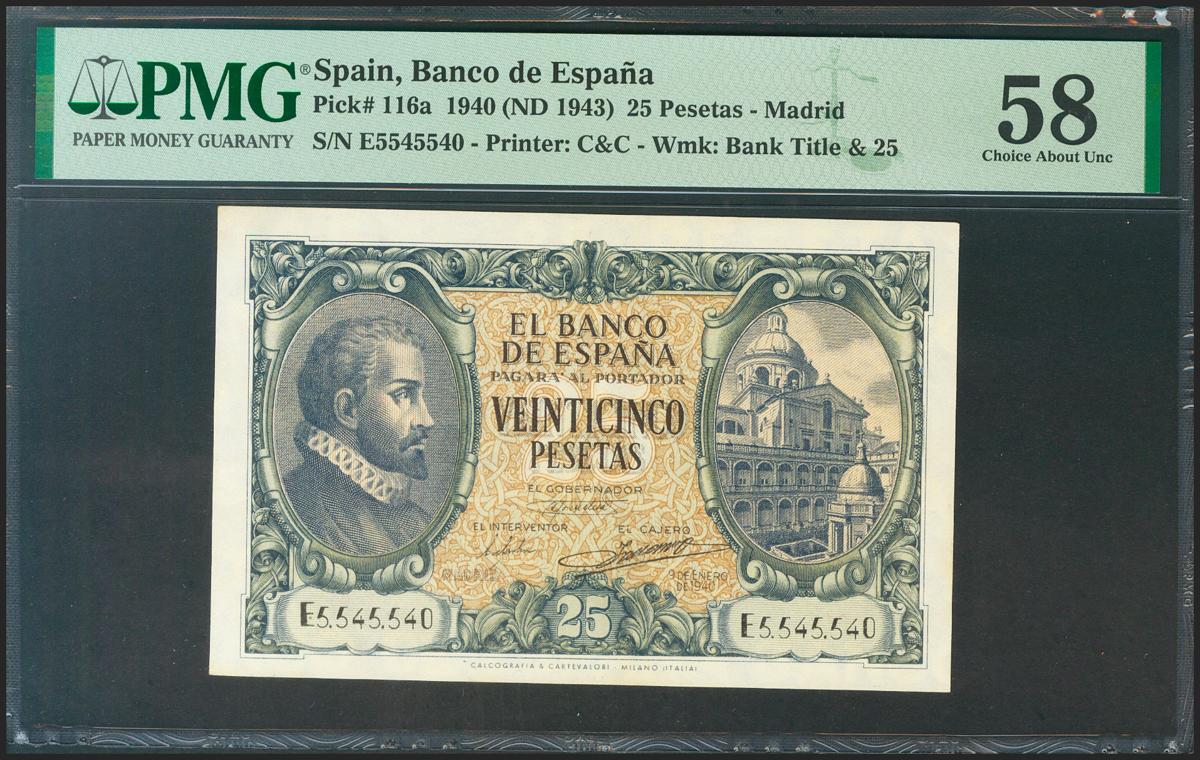 PMG®
PAPER MONEY GUARANTY
Spain, Banco de España
Pick# 116a 1940 (ND 1943) 25 Pesetas - Madrid
S/N E5545540 - Printer: C&C - Wmk: Bank Title & 25
58
Choice About Unc
25
EL BANCO
DE ESPAÑA
PAGARÁ AL PORTADOR
VEINTICINCO
PESETAS
EL GOBERNADOR
EL INTERVENTOR
EL CAJERO
9 DE ENERO
DE 1940
E5.545.540
25
E5.545.540
CALCOGRAFIA & CARTEVALORI - MILANO (ITALIA)